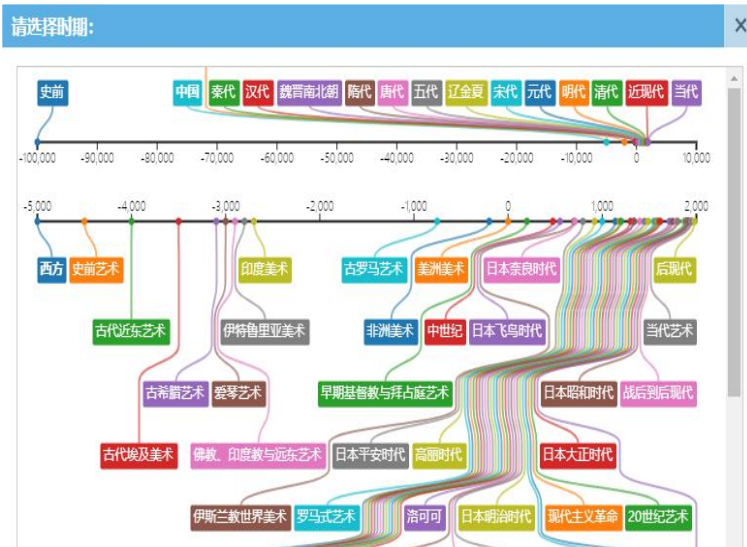 请选择时期:
×
史前 中国 秦代 汉代 魏晋南北朝 隋代 唐代 五代 辽金夏 宋代 元代 明代 清代 近现代 当代
-100,000 -90,000 -80,000 -70,000 -60,000 -50,000 -40,000 -30,000 -20,000 -10,000 0 10,000
-5,000 -4,000 -3,000 -2,000 -1,000 0 1,000 2,000
西方 史前艺术 印度美术 古罗马艺术 美洲美术 日本奈良时代 后现代
古代近东艺术 伊特鲁里亚美术 非洲美术 中世纪 日本飞鸟时代 当代艺术
古希腊艺术 爱琴艺术 早期基督教与拜占庭艺术 日本昭和时代 战后到后现代
古代埃及美术 佛教、印度教与远东艺术 日本平安时代 高丽时代 日本大正时代
伊斯兰教世界美术 罗马式艺术 洛可可 日本明治时代 现代主义革命 20世纪艺术